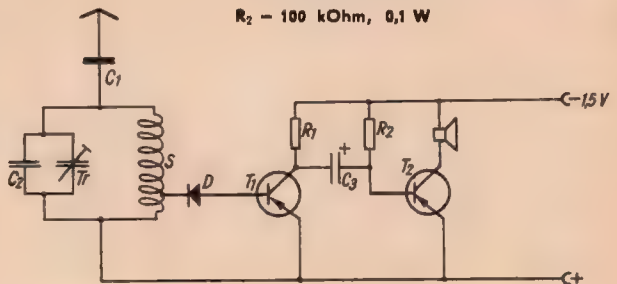 R₂ – 100 kOhm, 0,1 W
C₁
–1,5 V
R₁
+
R₂
C₂
Tr
S
D
T₁
C₃
T₂
+